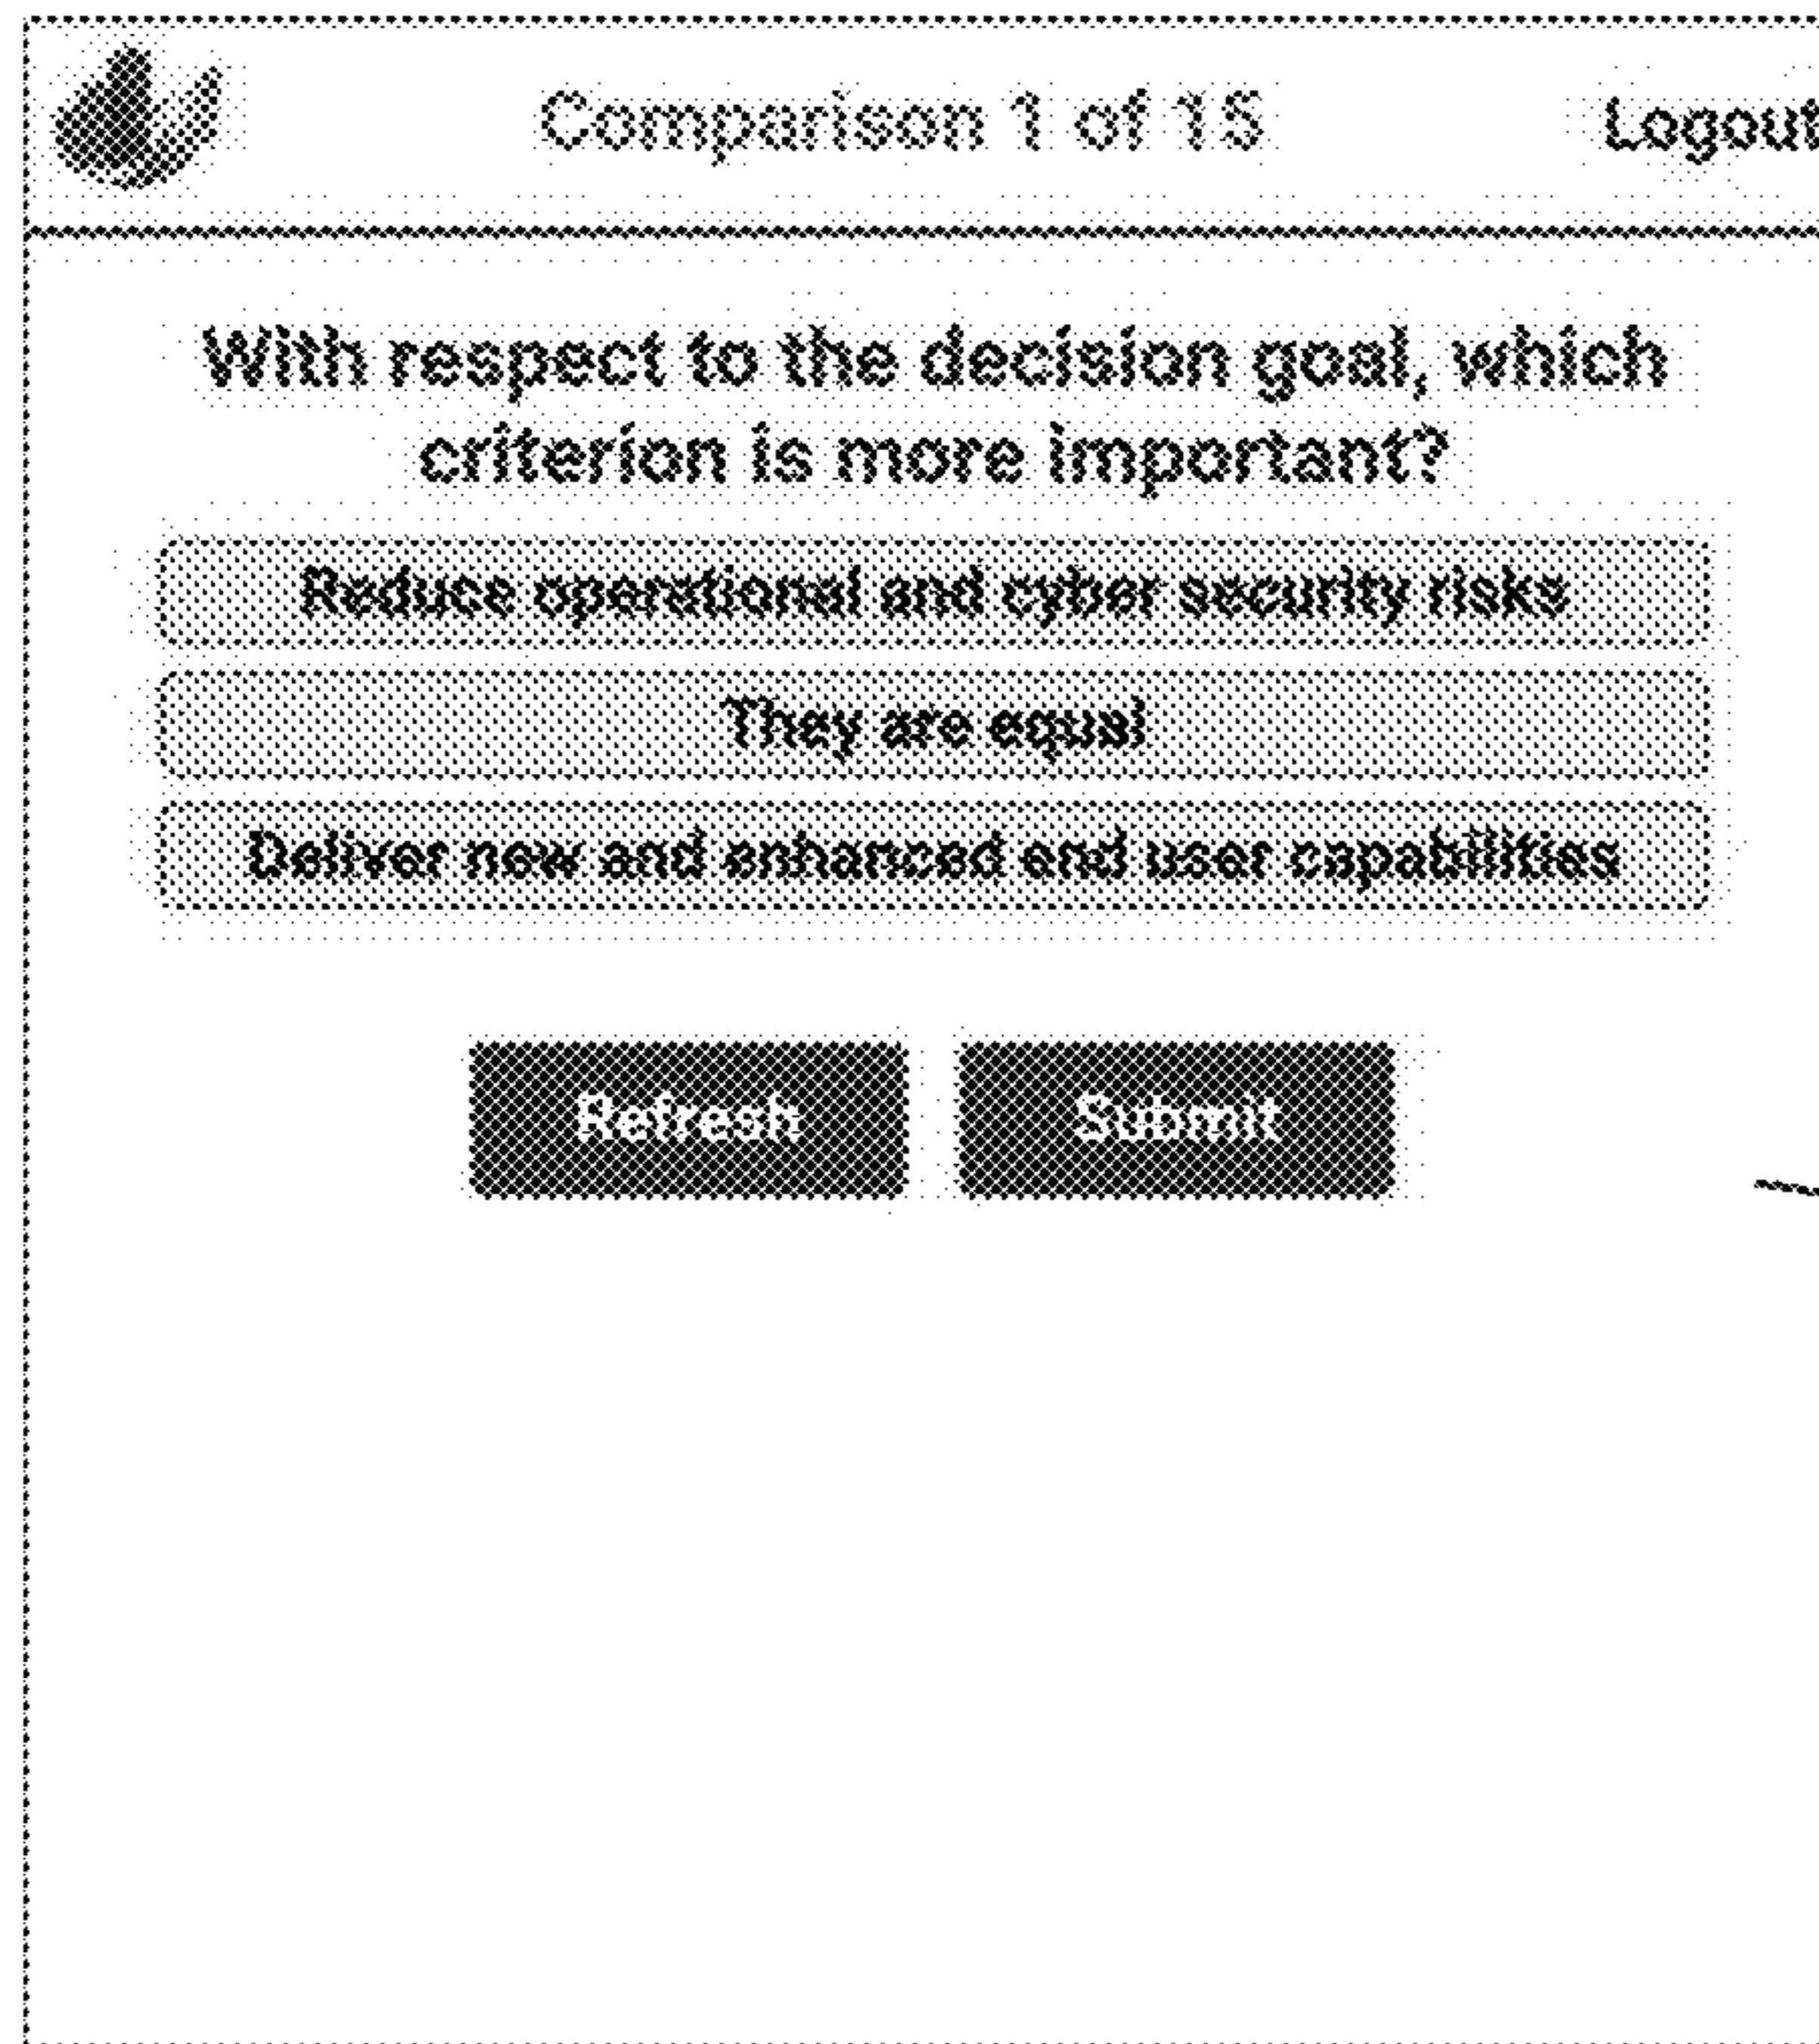 Comparison 1 of 15
Logout
With respect to the decision goal, which
criterion is more important?
Reduce operational and cyber security risks
They are equal
Deliver new and enhanced end user capabilities
Refresh
Submit